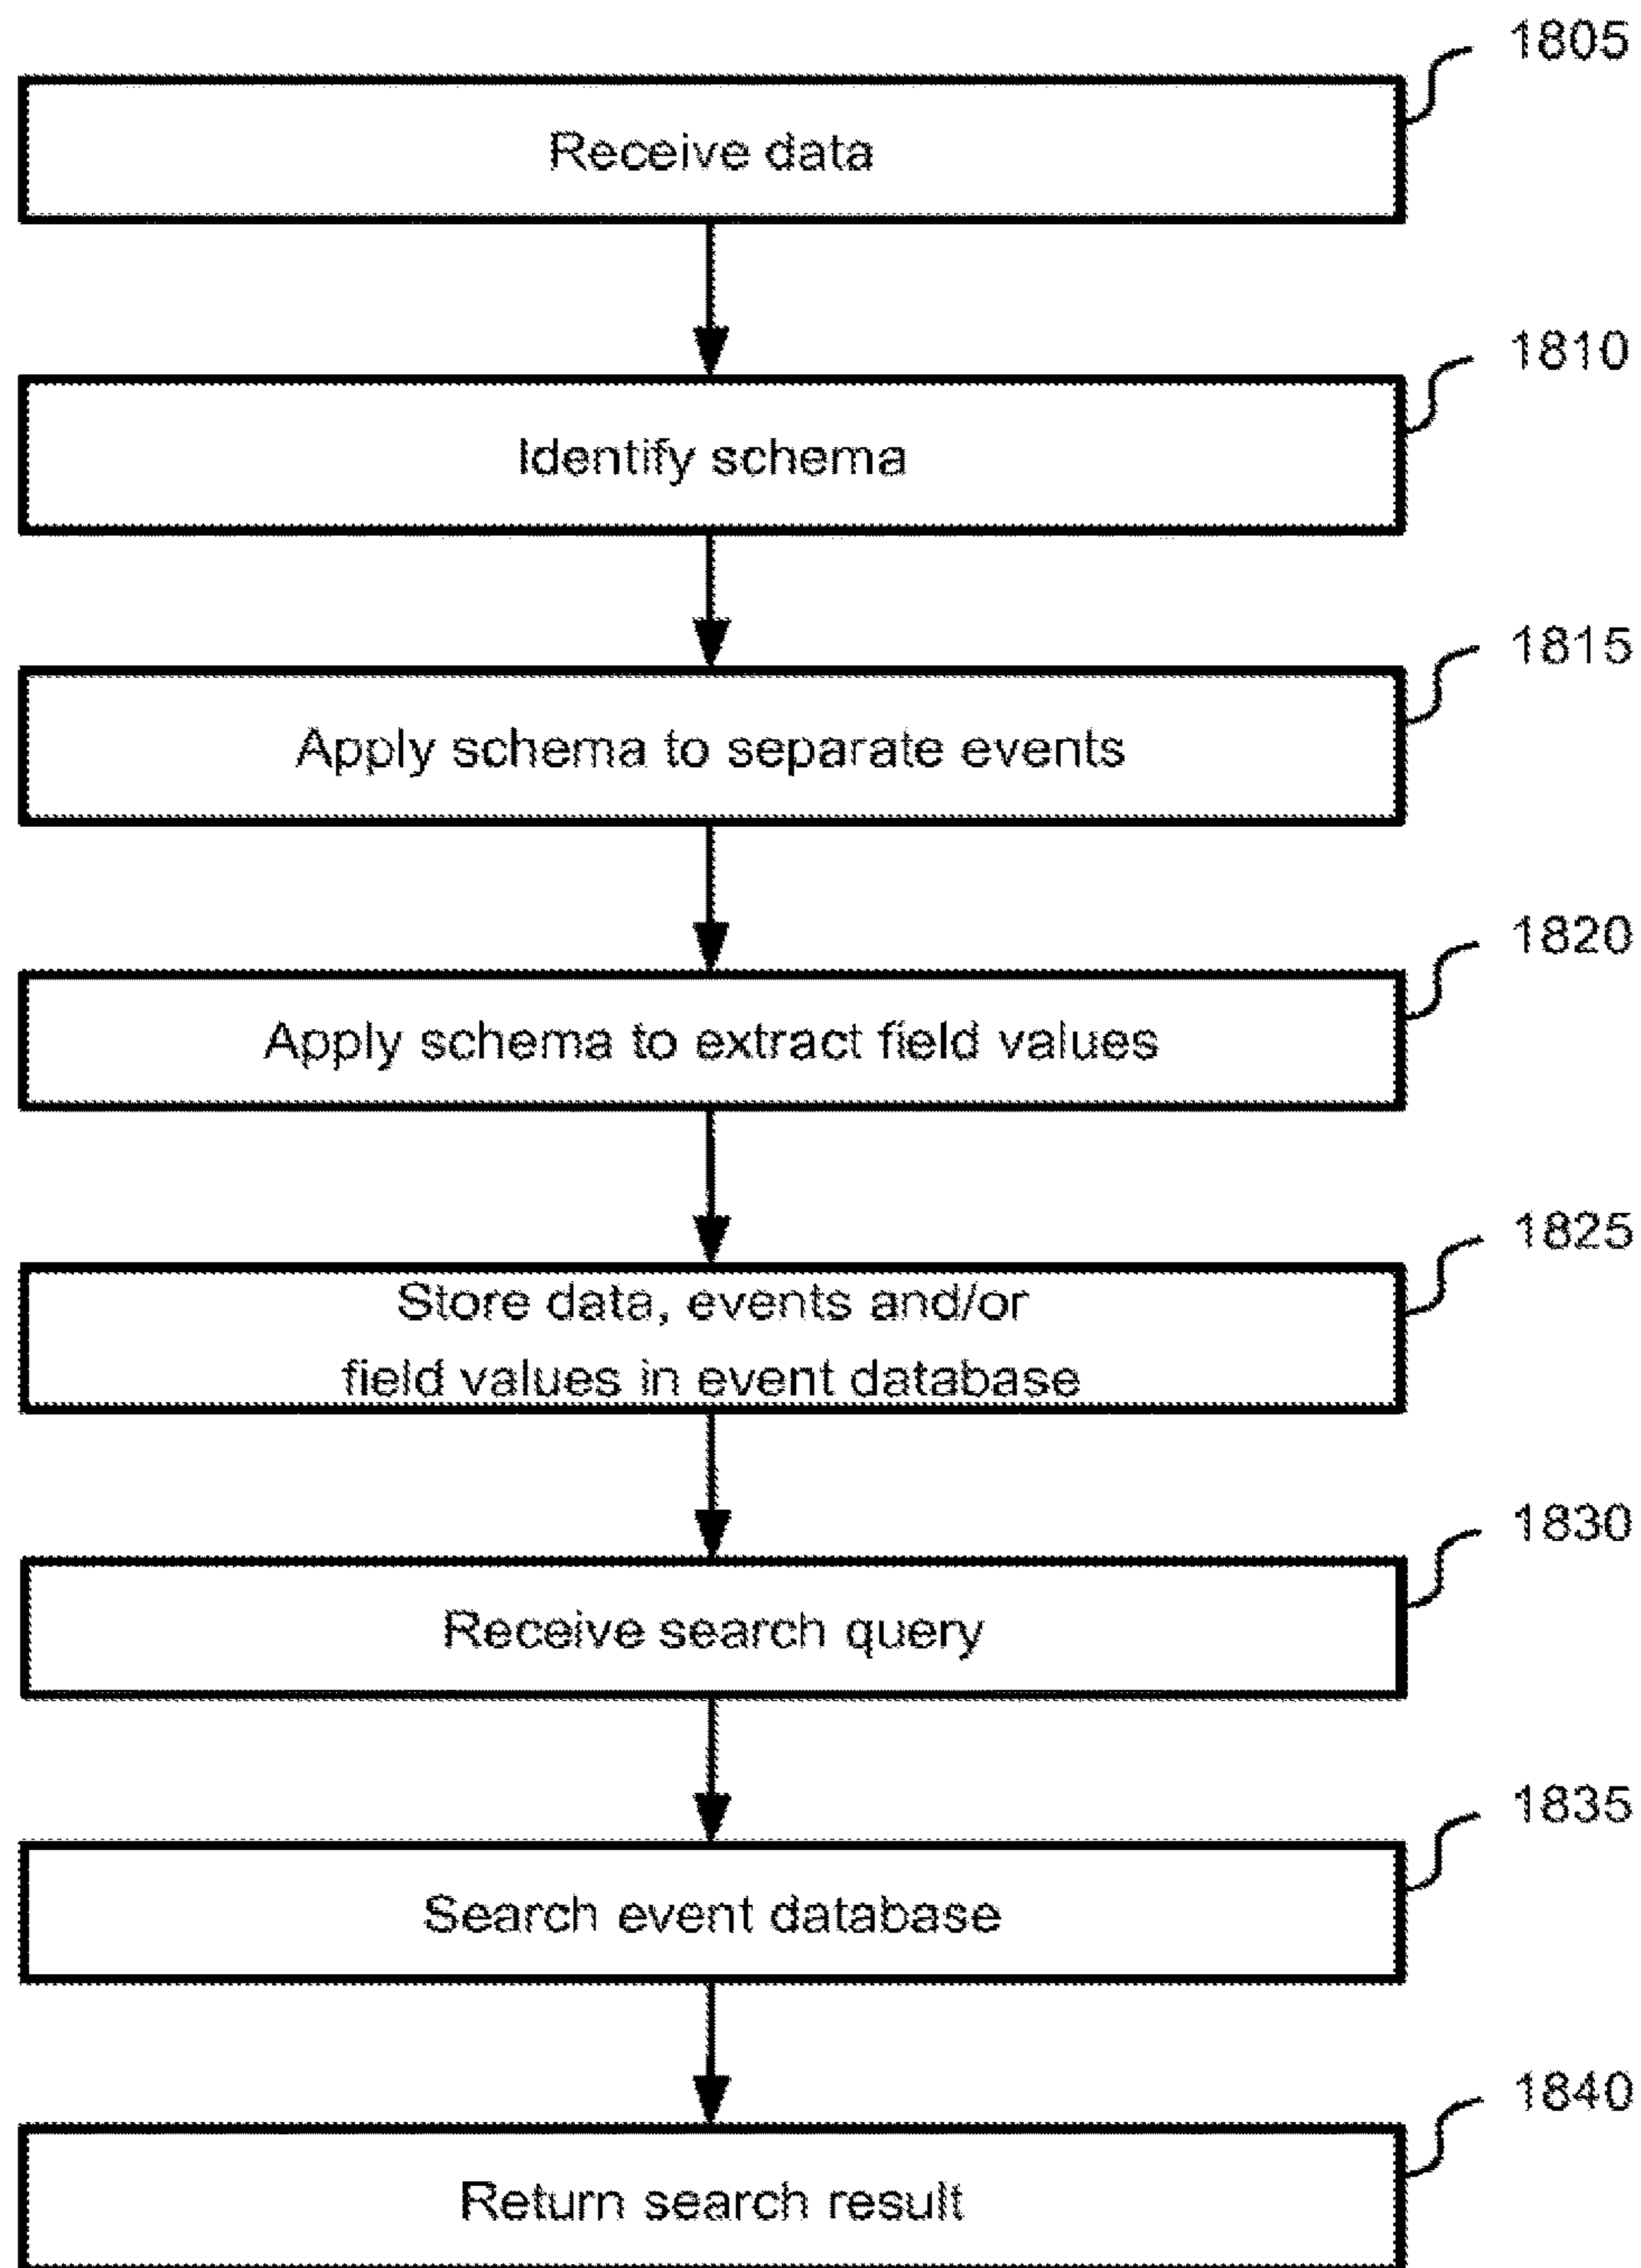 1805
Receive data
1810
Identify schema
1815
Apply schema to separate events
1820
Apply schema to extract field values
1825
Store data, events and/or
field values in event database
1830
Receive search query
1835
Search event database
1840
Return search result